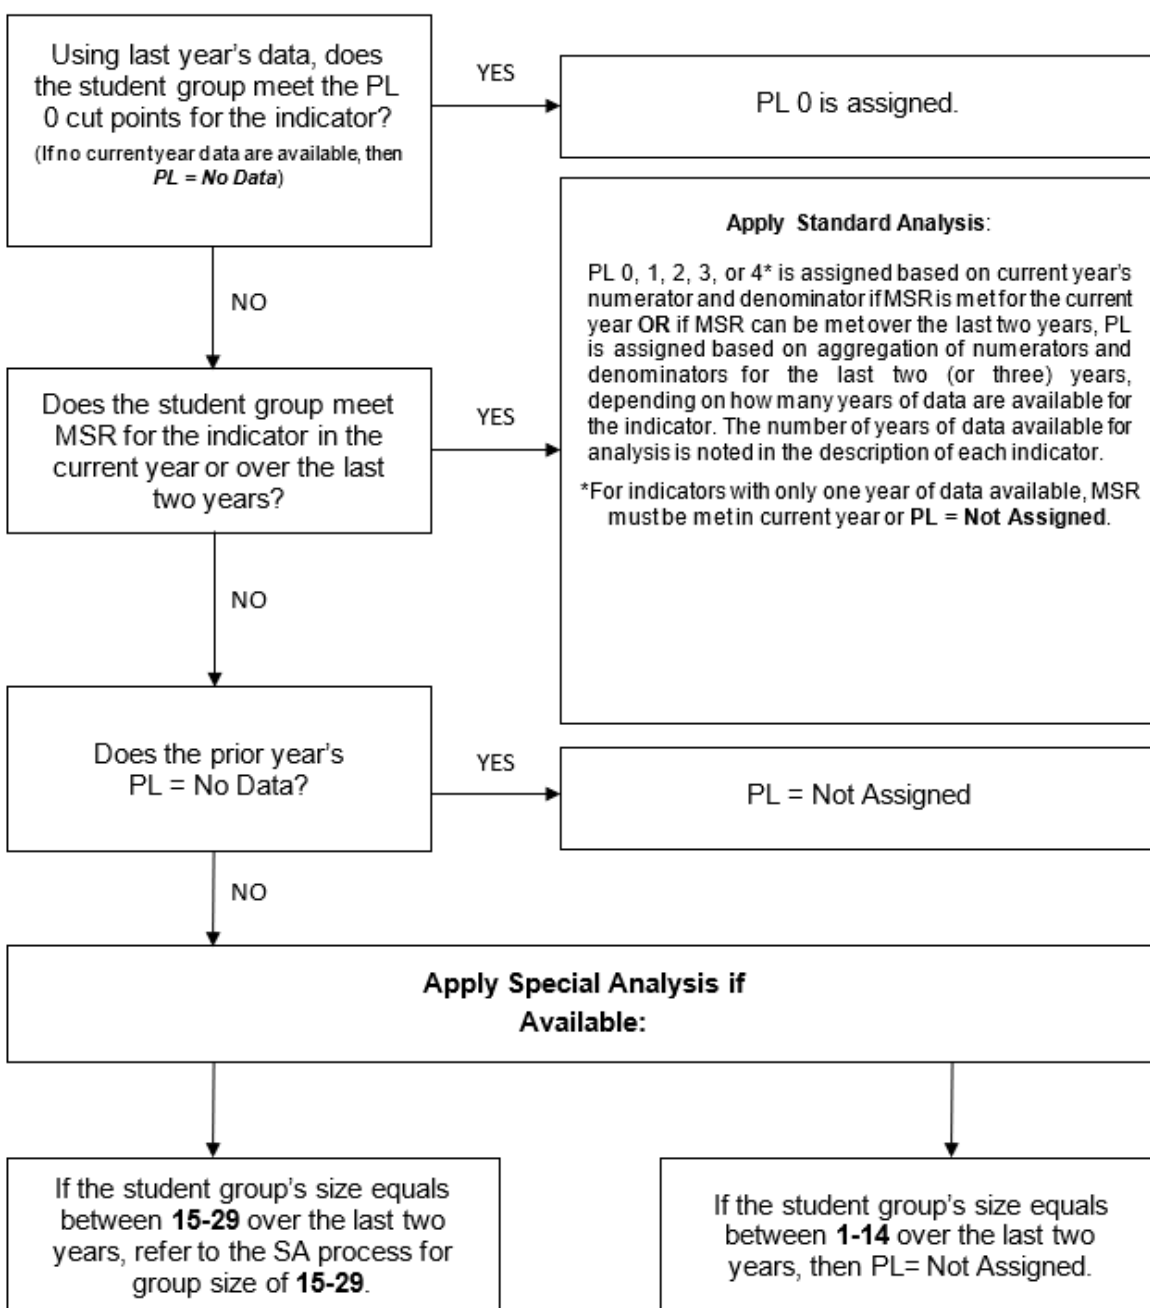 Using last year's data, does
the student group meet the PL
0 cut points for the indicator?
(If no current year data are available, then
PL = No Data)
YES
PL 0 is assigned.
NO
Apply Standard Analysis:
PL 0, 1, 2, 3, or 4* is assigned based on current year's
numerator and denominator if MSR is met for the current
year OR if MSR can be met over the last two years, PL
is assigned based on aggregation of numerators and
denominators for the last two (or three) years,
depending on how many years of data are available for
the indicator. The number of years of data available for
analysis is noted in the description of each indicator.
*For indicators with only one year of data available, MSR
must be met in current year or PL = Not Assigned.
Does the student group meet
MSR for the indicator in the
current year or over the last
two years?
YES
NO
Does the prior year's
PL = No Data?
YES
PL = Not Assigned
NO
Apply Special Analysis if
Available:
If the student group's size equals
between 15-29 over the last two
years, refer to the SA process for
group size of 15-29.
If the student group's size equals
between 1-14 over the last two
years, then PL= Not Assigned.